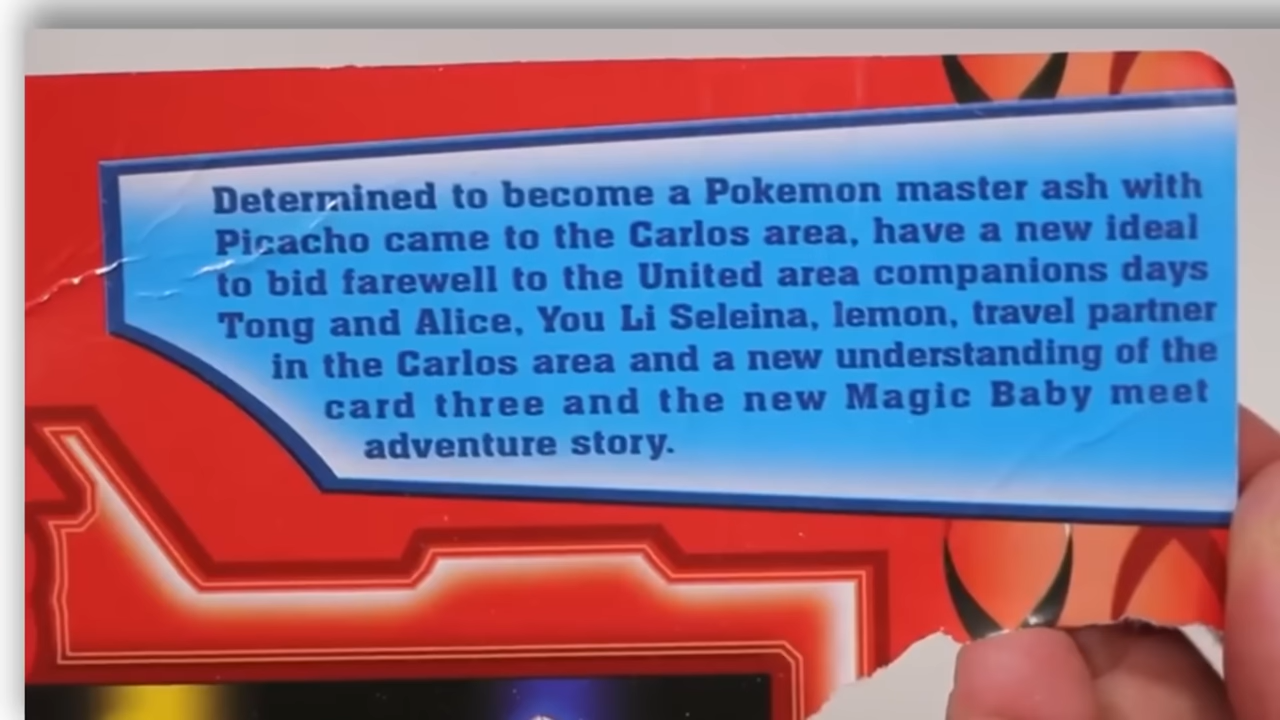 Determined to become a Pokemon master ash with
Picacho came to the Carlos area, have a new ideal
to bid farewell to the United area companions days
Tong and Alice, You Li Seleina, lemon, travel partner
in the Carlos area and a new understanding of the
card three and the new Magic Baby meet
adventure story.